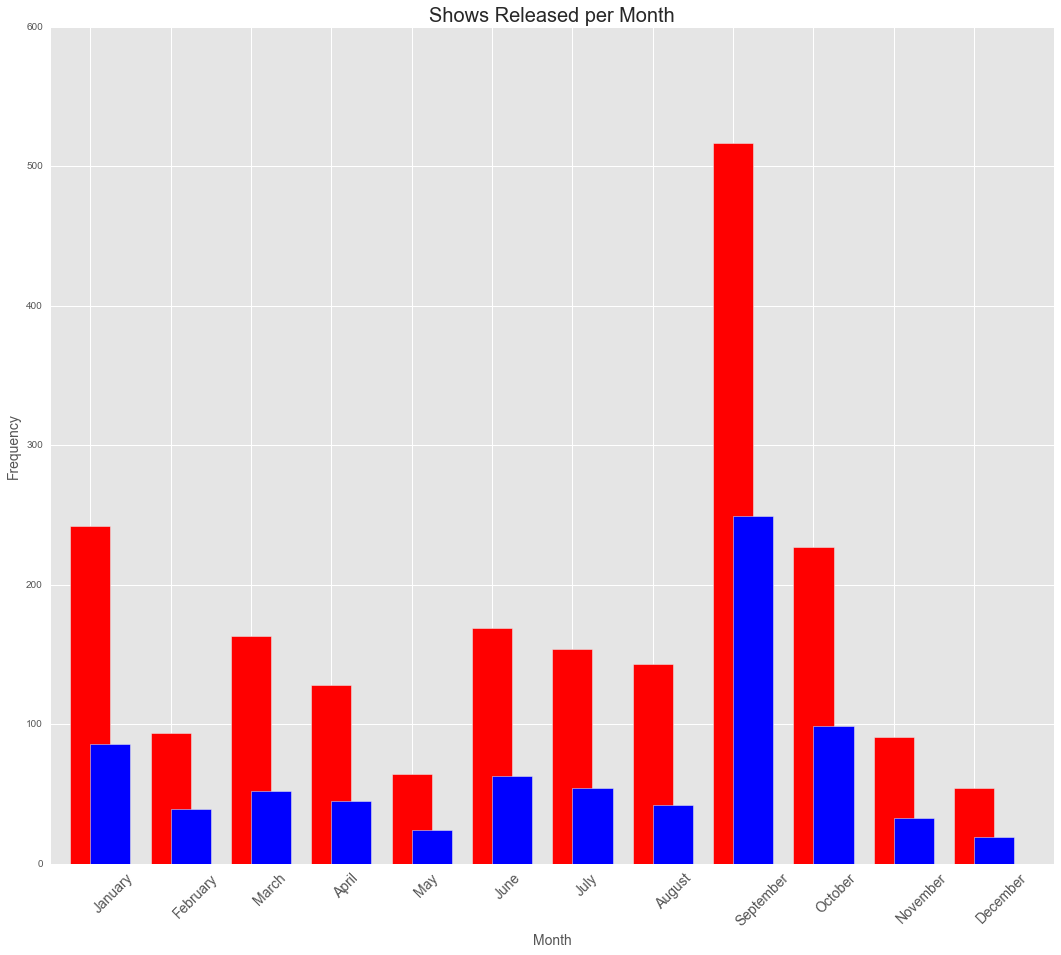 Shows Released per Month
600
500
400
300
200
100
0
Frequency
January
February
March
April
May
June
July
August
September
October
November
December
Month